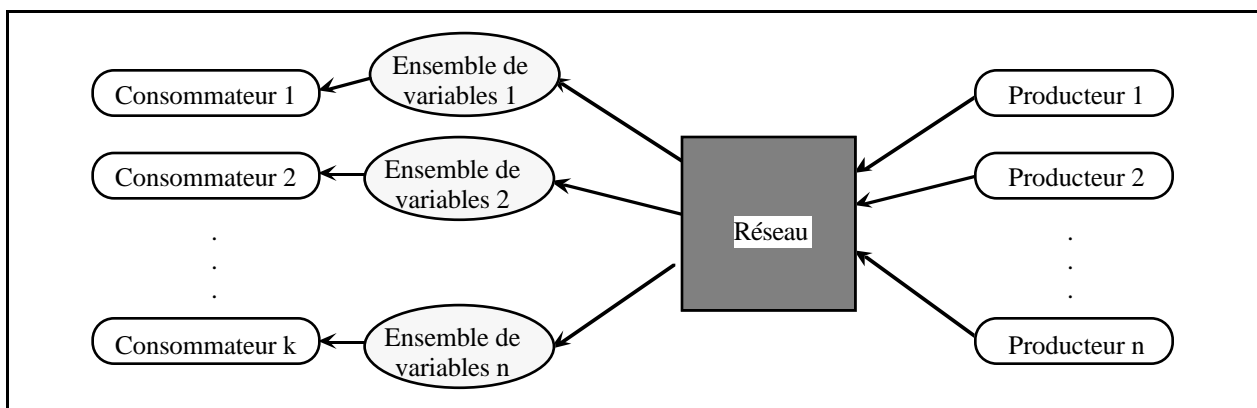 Ensemble de
variables 1
Consommateur 1
Producteur 1
Ensemble de
variables 2
Consommateur 2
Producteur 2
Réseau
.
.
.
.
.
.
Ensemble de
variables n
Consommateur k
Producteur n